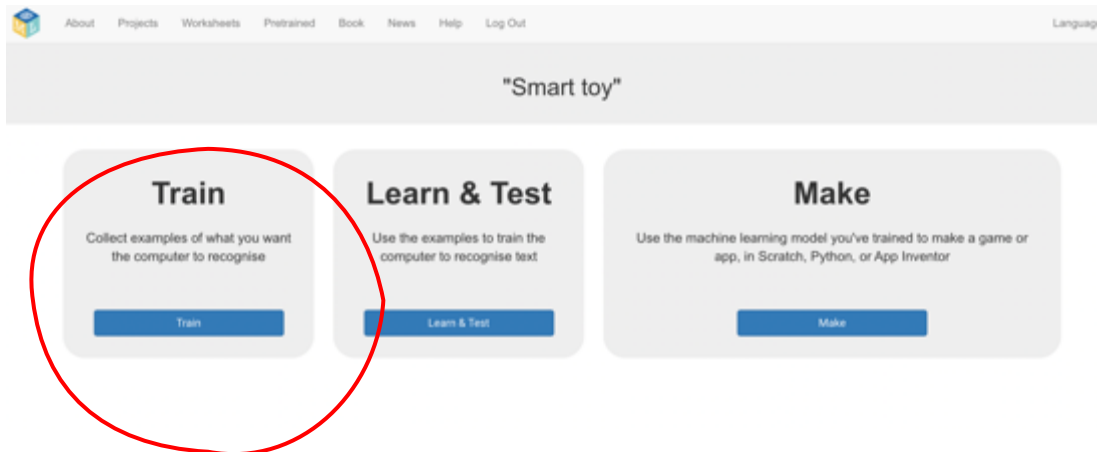 About Projects Worksheets Pretrained Book News Help Log Out Languag
"Smart toy"
Train
Collect examples of what you want
the computer to recognise
Train
Learn & Test
Use the examples to train the
computer to recognise text
Learn & Test
Make
Use the machine learning model you've trained to make a game or
app, in Scratch, Python, or App Inventor
Make